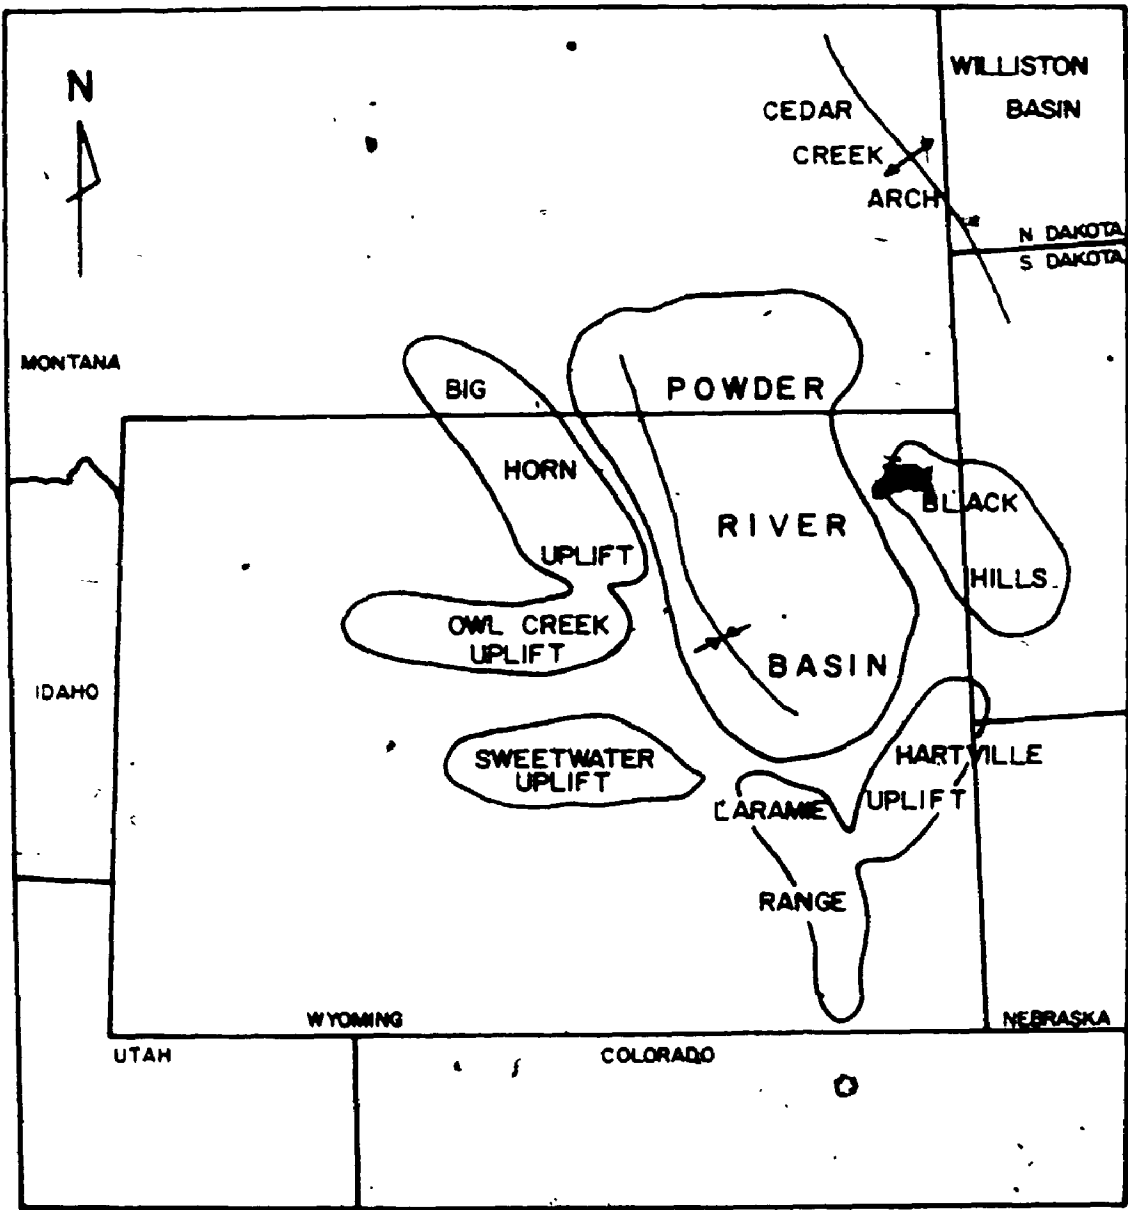 N
WILLISTON
BASIN
CEDAR
CREEK
ARCH
N DAKOTA
S DAKOTA
MONTANA
BIG
HORN
UPLIFT
POWDER
RIVER
BASIN
BLACK
HILLS
OWL CREEK
UPLIFT
IDAHO
SWEETWATER
UPLIFT
HARTVILLE
UPLIFT
LARAMIE
RANGE
WYOMING
NEBRASKA
UTAH
COLORADO